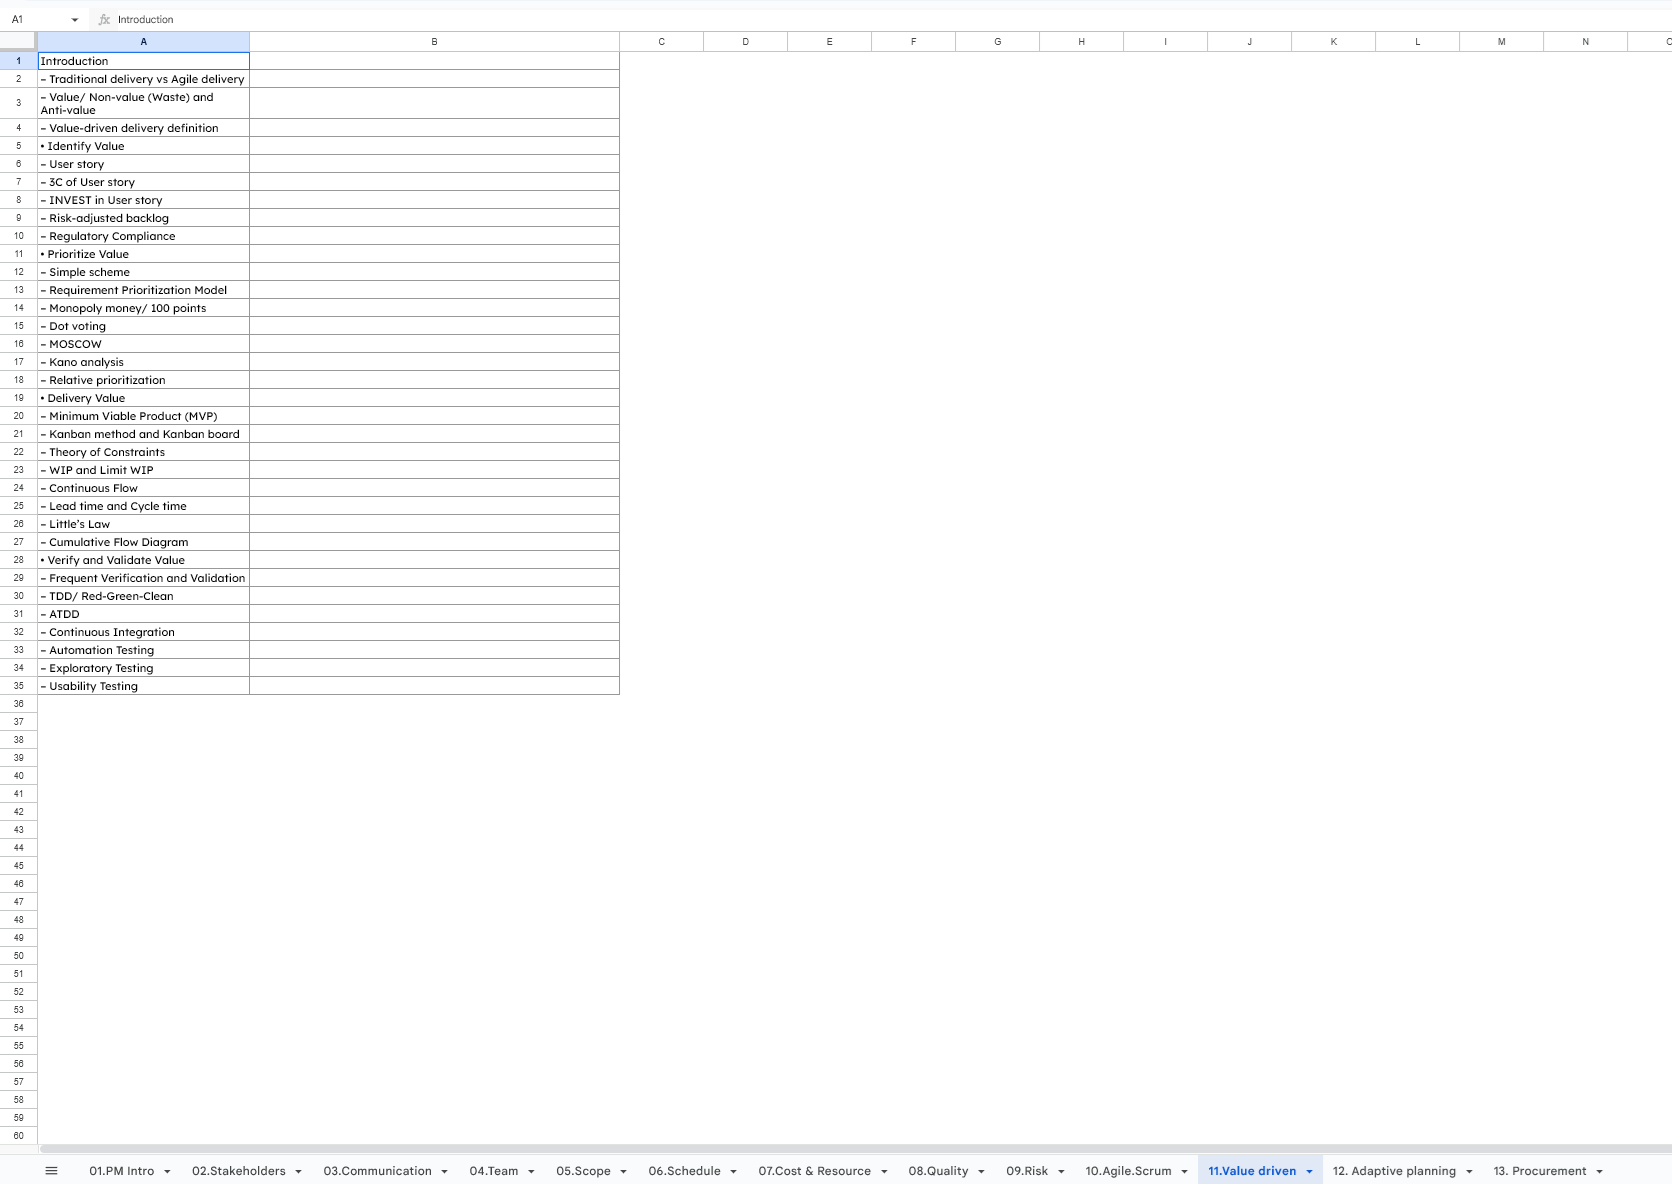 A1 fx Introduction
A B C D E F G H I J K L M N
1 Introduction
2 – Traditional delivery vs Agile delivery
3 – Value/ Non-value (Waste) and
Anti-value
4 – Value-driven delivery definition
5 • Identify Value
6 – User story
7 – 3C of User story
8 – INVEST in User story
9 – Risk-adjusted backlog
10 – Regulatory Compliance
11 • Prioritize Value
12 – Simple scheme
13 – Requirement Prioritization Model
14 – Monopoly money/ 100 points
15 – Dot voting
16 – MOSCOW
17 – Kano analysis
18 – Relative prioritization
19 • Delivery Value
20 – Minimum Viable Product (MVP)
21 – Kanban method and Kanban board
22 – Theory of Constraints
23 – WIP and Limit WIP
24 – Continuous Flow
25 – Lead time and Cycle time
26 – Little’s Law
27 – Cumulative Flow Diagram
28 • Verify and Validate Value
29 – Frequent Verification and Validation
30 – TDD/ Red-Green-Clean
31 – ATDD
32 – Continuous Integration
33 – Automation Testing
34 – Exploratory Testing
35 – Usability Testing
36
37
38
39
40
41
42
43
44
45
46
47
48
49
50
51
52
53
54
55
56
57
58
59
60
01.PM Intro 02.Stakeholders 03.Communication 04.Team 05.Scope 06.Schedule 07.Cost & Resource 08.Quality 09.Risk 10.Agile.Scrum 11.Value driven 12. Adaptive planning 13. Procurement